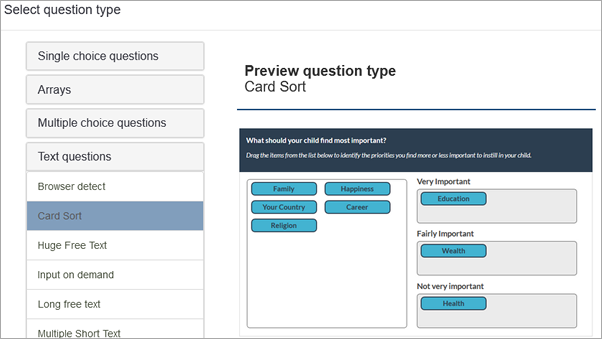 Select question type
Single choice questions
Arrays
Multiple choice questions
Text questions
Browser detect
Card Sort
Huge Free Text
Input on demand
Long free text
Multiple Short Text
Preview question type
Card Sort
What should your child find most important?
Drag the items from the list below to identify the priorities you find more or less important to instill in your child.
Family
Happiness
Your Country
Career
Religion
Very Important
Education
Fairly Important
Wealth
Not very important
Health